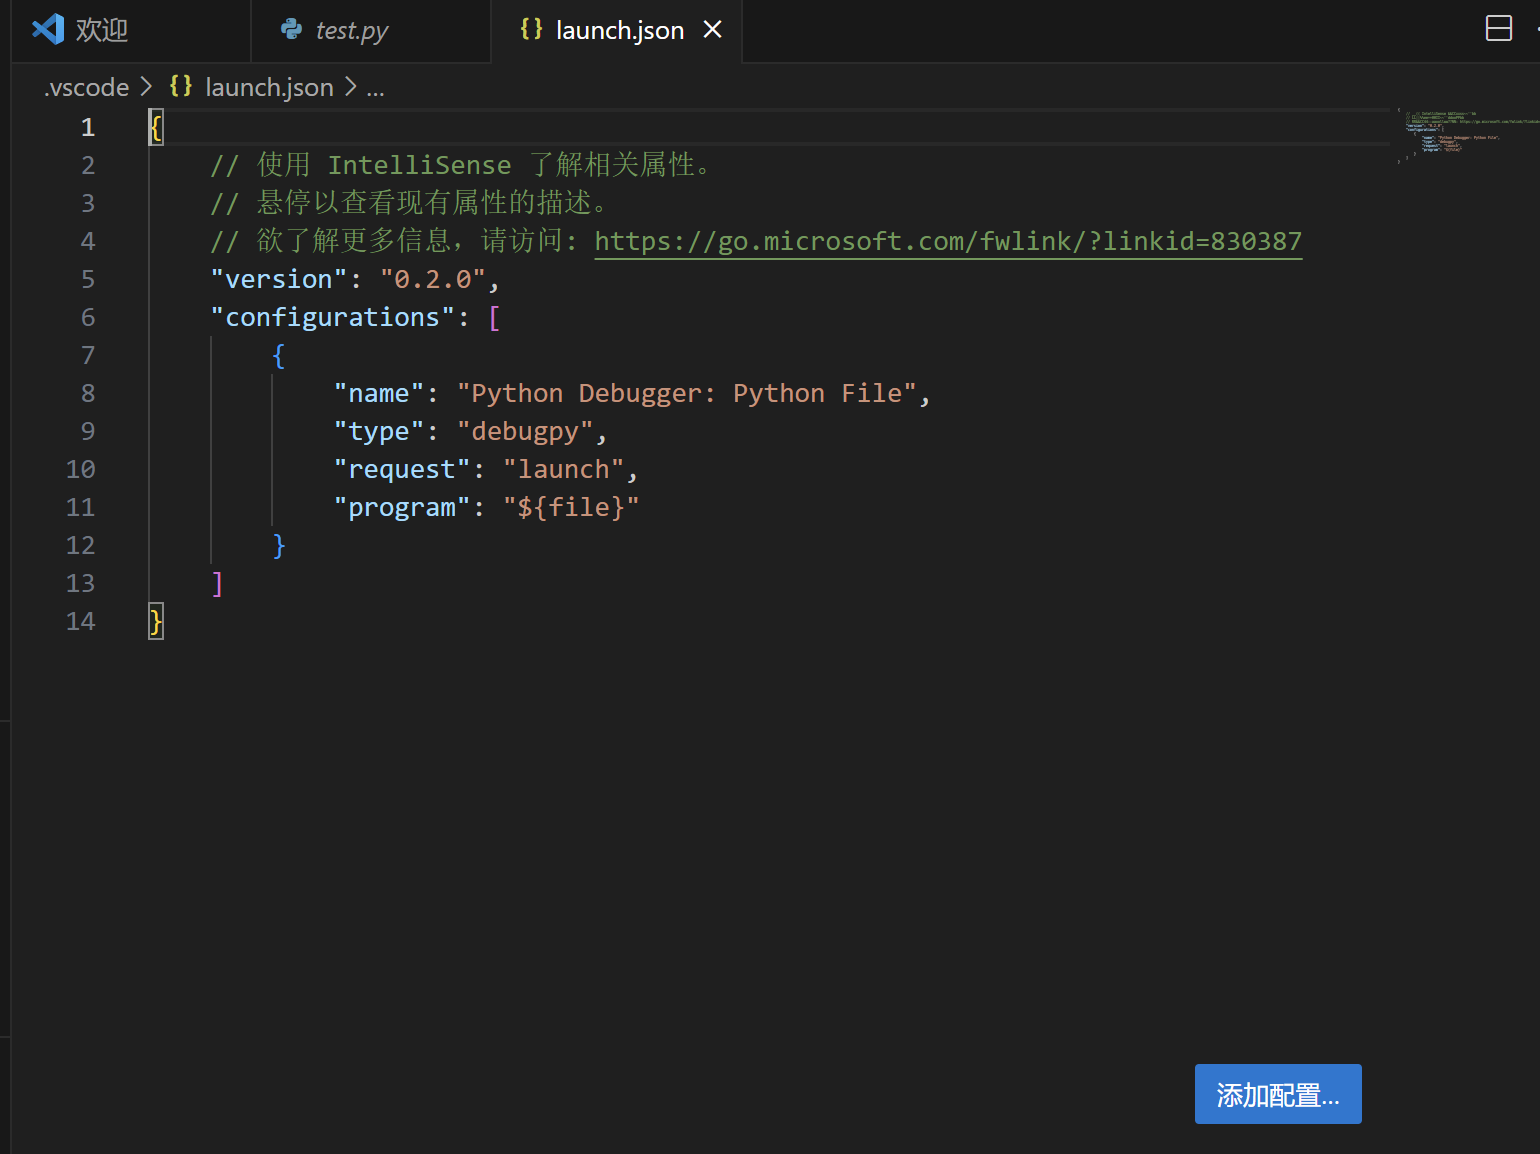 欢迎
test.py
launch.json
.vscode > {} launch.json > ...
1 {
2 // 使用 IntelliSense 了解相关属性。
3 // 悬停以查看现有属性的描述。
4 // 欲了解更多信息，请访问: https://go.microsoft.com/fwlink/?linkid=830387
5 "version": "0.2.0",
6 "configurations": [
7 {
8 "name": "Python Debugger: Python File",
9 "type": "debugpy",
10 "request": "launch",
11 "program": "${file}"
12 }
13 ]
14 }
添加配置...